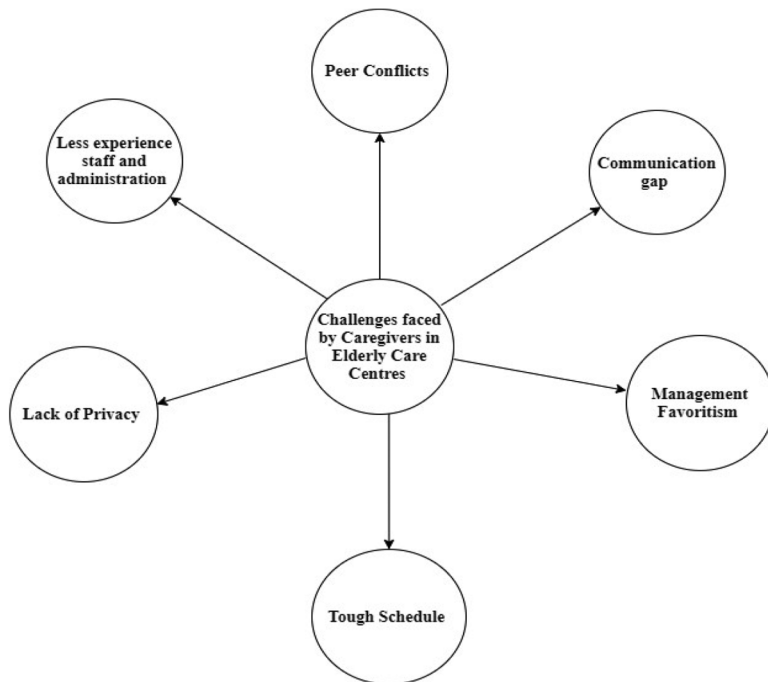 Peer Conflicts
Less experience
staff and
administration
Communication
gap
Challenges faced
by Caregivers in
Elderly Care
Centres
Lack of Privacy
Management
Favoritism
Tough Schedule